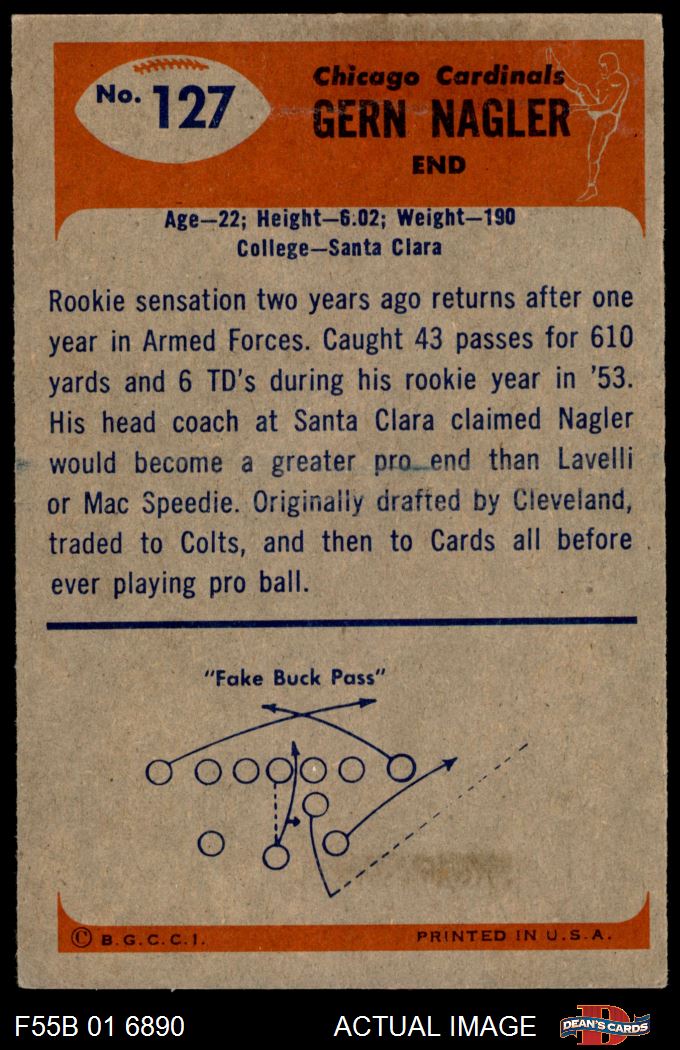 No. 127
Chicago Cardinals
GERN NAGLER
END
Age—22; Height—6.02; Weight—190
College—Santa Clara
Rookie sensation two years ago returns after one
year in Armed Forces. Caught 43 passes for 610
yards and 6 TD's during his rookie year in '53.
His head coach at Santa Clara claimed Nagler
would become a greater pro end than Lavelli
or Mac Speedie. Originally drafted by Cleveland,
traded to Colts, and then to Cards all before
ever playing pro ball.
"Fake Buck Pass"
© B.G.C.C.I.
PRINTED IN U.S.A.
F55B 01 6890
ACTUAL IMAGE
D
DEAN'S CARDS